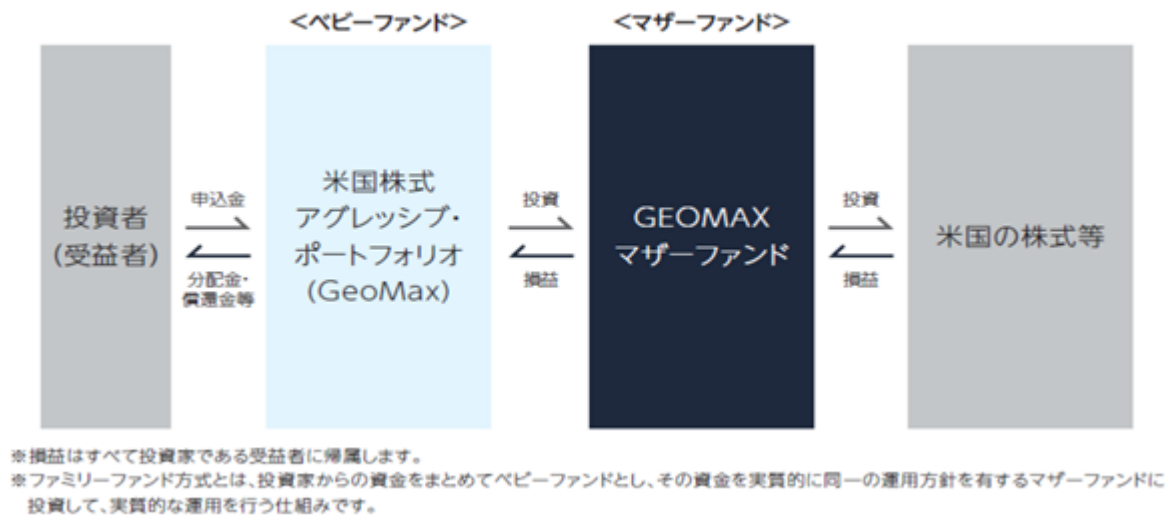 <ベビーファンド>
<マザーファンド>
投資者
(受益者)
申込金
分配金・
償還金等
米国株式
アグレッシブ・
ポートフォリオ
(GeoMax)
投資
損益
GEOMAX
マザーファンド
投資
損益
米国の株式等
※損益はすべて投資家である受益者に帰属します。
※ファミリーファンド方式とは、投資家からの資金をまとめてベビーファンドとし、その資金を実質的に同一の運用方針を有するマザーファンドに
投資して、実質的な運用を行う仕組みです。